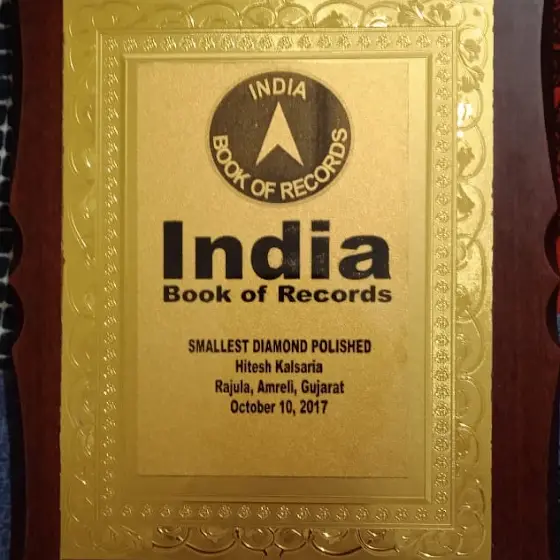 INDIA
BOOK OF RECORDS
India
Book of Records
SMALLEST DIAMOND POLISHED
Hitesh Kalsaria
Rajula, Amreli, Gujarat
October 10, 2017